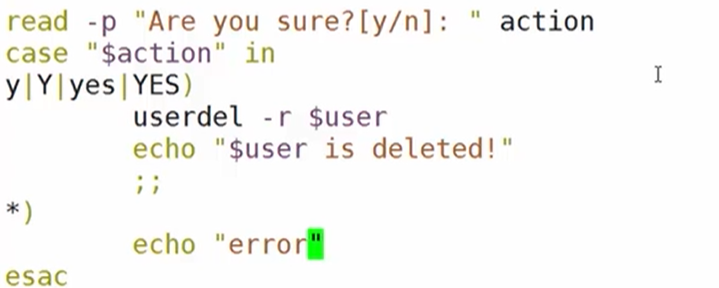 read -p "Are you sure?[y/n]: " action
case "$action" in
y|Y|yes|YES)
        userdel -r $user
        echo "$user is deleted!"
        ;;
*)
        echo "error"
esac